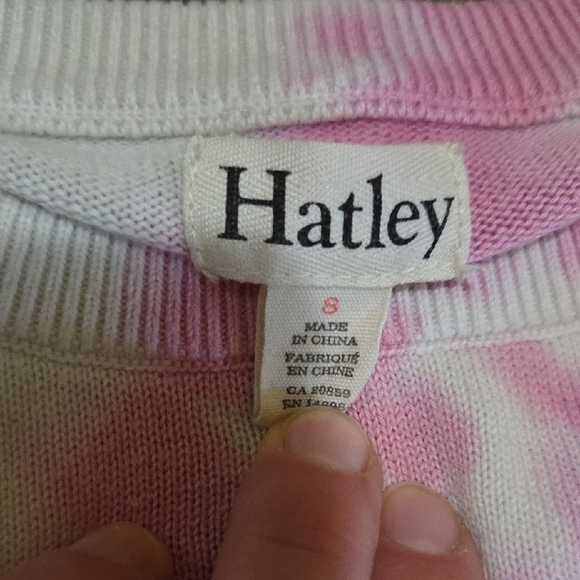 Hatley
8
MADE
IN CHINA
FABRIQUÉ
EN CHINE
CA 20859